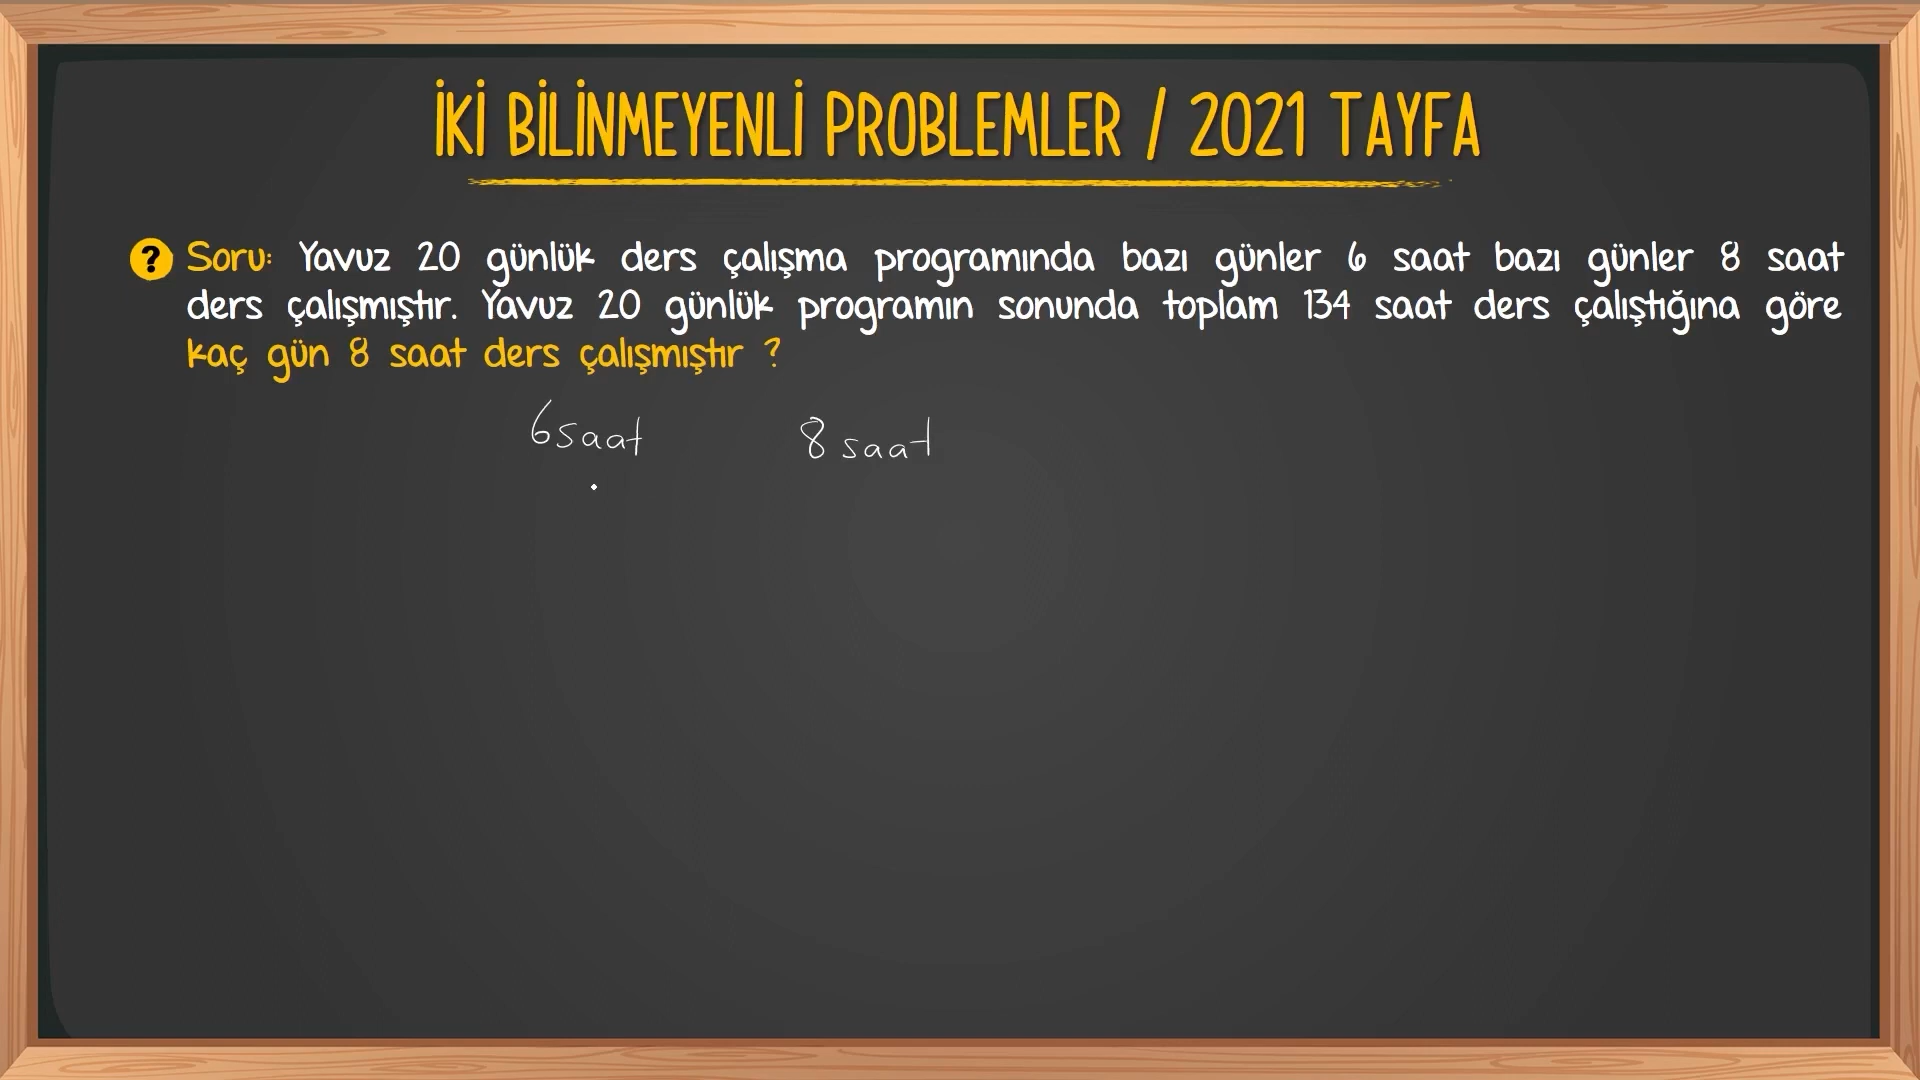 İKİ BİLİNMEYENLİ PROBLEMLER / 2021 TAYFA
? Soru: Yavuz 20 günlük ders çalışma programında bazı günler 6 saat bazı günler 8 saat
ders çalışmıştır. Yavuz 20 günlük programın sonunda toplam 134 saat ders çalıştığına göre
kaç gün 8 saat ders çalışmıştır ?
6 saat 8 saat